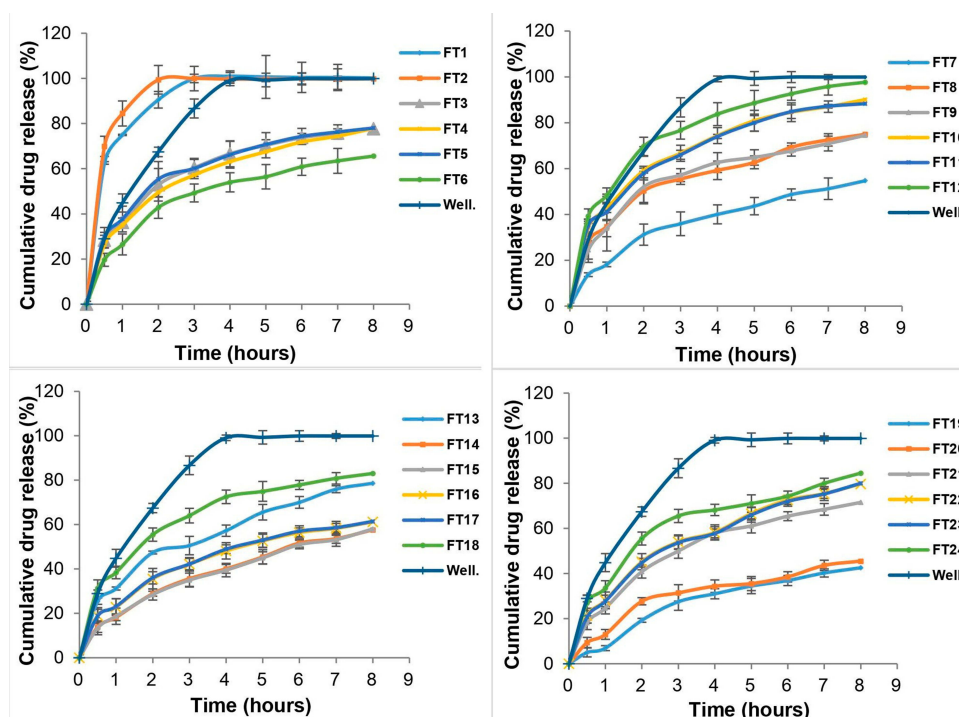 Cumulative drug release (%)
120
100
80
60
40
20
0
0 1 2 3 4 5 6 7 8 9
Time (hours)
FT1
FT2
FT3
FT4
FT5
FT6
Well.
Cumulative drug release (%)
120
100
80
60
40
20
0
0 1 2 3 4 5 6 7 8 9
Time (hours)
FT7
FT8
FT9
Well
Cumulative drug release (%)
120
100
80
60
40
20
0
0 1 2 3 4 5 6 7 8 9
Time (hours)
FT13
FT14
FT15
FT16
FT17
FT18
Well.
Cumulative drug release (%)
120
100
80
60
40
20
0
0 1 2 3 4 5 6 7 8 9
Time (hours)
Well.